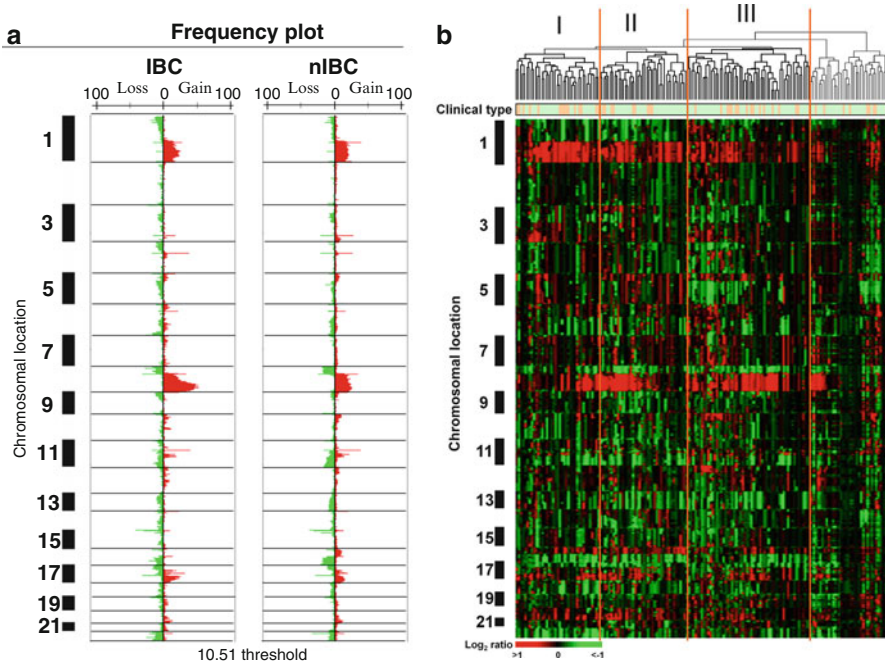 a
Frequency plot
IBC
nIBC
Loss Gain
Loss Gain
100 0 100
100 0 100
Chromosomal location
1
3
5
7
9
11
13
15
17
19
21
10.51 threshold
b
I II III
Clinical type
Chromosomal location
1
3
5
7
9
11
13
15
17
19
21
Log2 ratio
>1 0 <-1